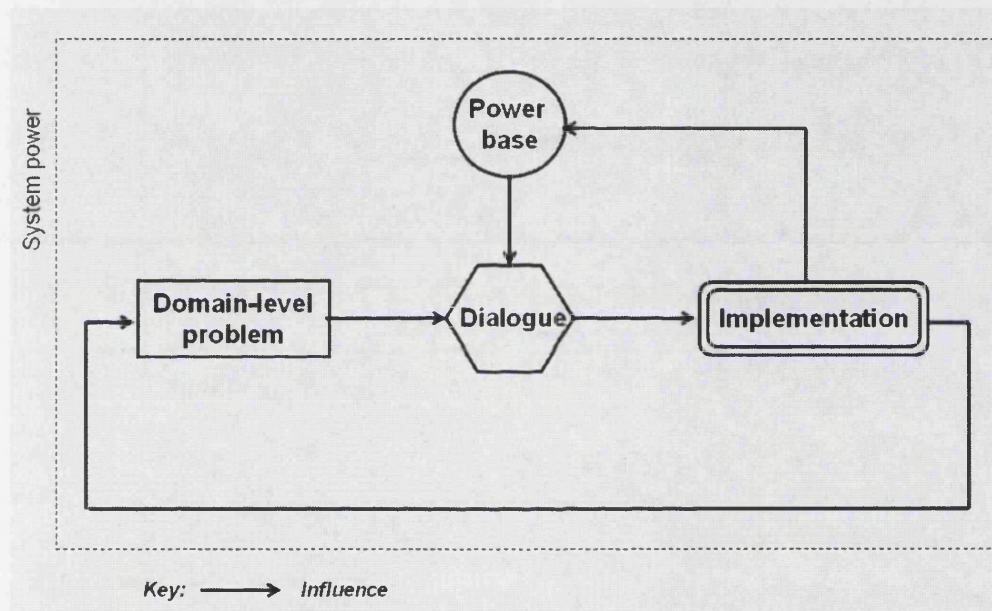 System power
Power
base
Domain-level
problem
Dialogue
Implementation
Key: Influence